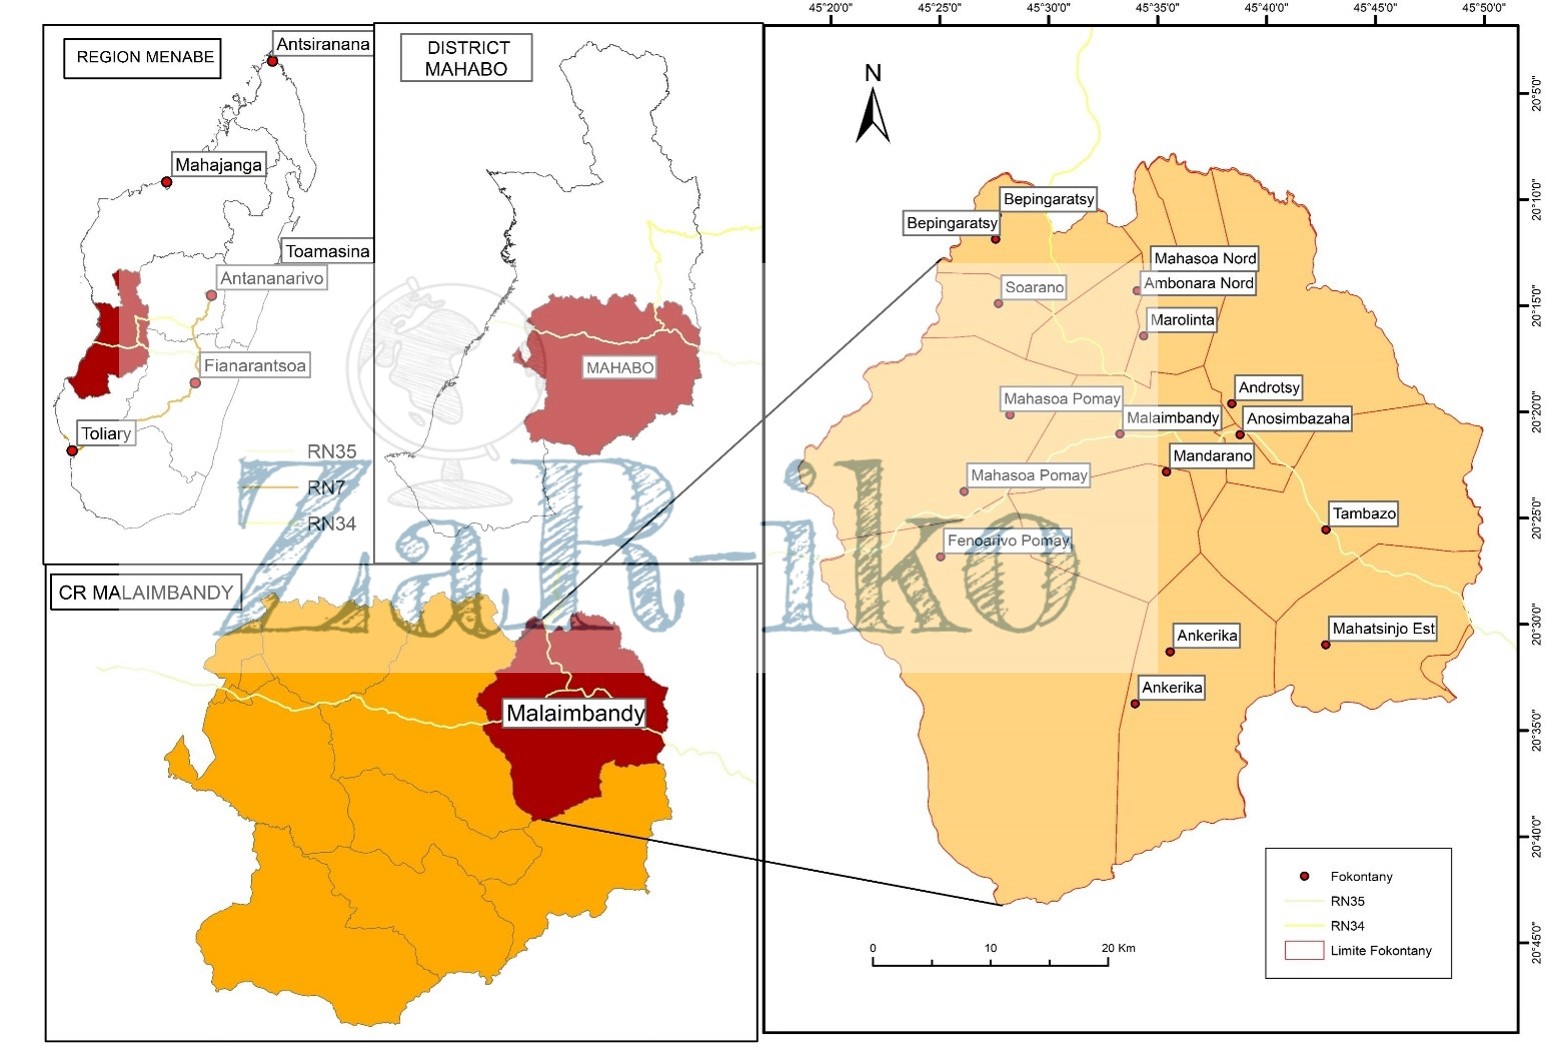 REGION MENABE
Antsiranana
Mahajanga
Toamasina
Antananarivo
Fianarantsoa
Toliary
RN35
RN7
RN34
DISTRICT
MAHABO
MAHABO
CR MALAIMBANDY
Malaimbandy
ZaR-iko
45°20'0"
45°25'0"
45°30'0"
45°35'0"
45°40'0"
45°45'0"
45°50'0"
20°5'0"
20°10'0"
20°15'0"
20°20'0"
20°25'0"
20°30'0"
20°35'0"
20°40'0"
20°45'0"
N
Bepingaratsy
Bepingaratsy
Mahasoa Nord
Soarano
Ambonara Nord
Marolinta
Androtsy
Mahasoa Pomay
Malaimbandy
Anosimbazaha
Mandarano
Mahasoa Pomay
Tambazo
Fenoarivo Pomay
Ankerika
Mahatsinjo Est
Ankerika
Fokontany
RN35
RN34
Limite Fokontany
0 10 20 Km